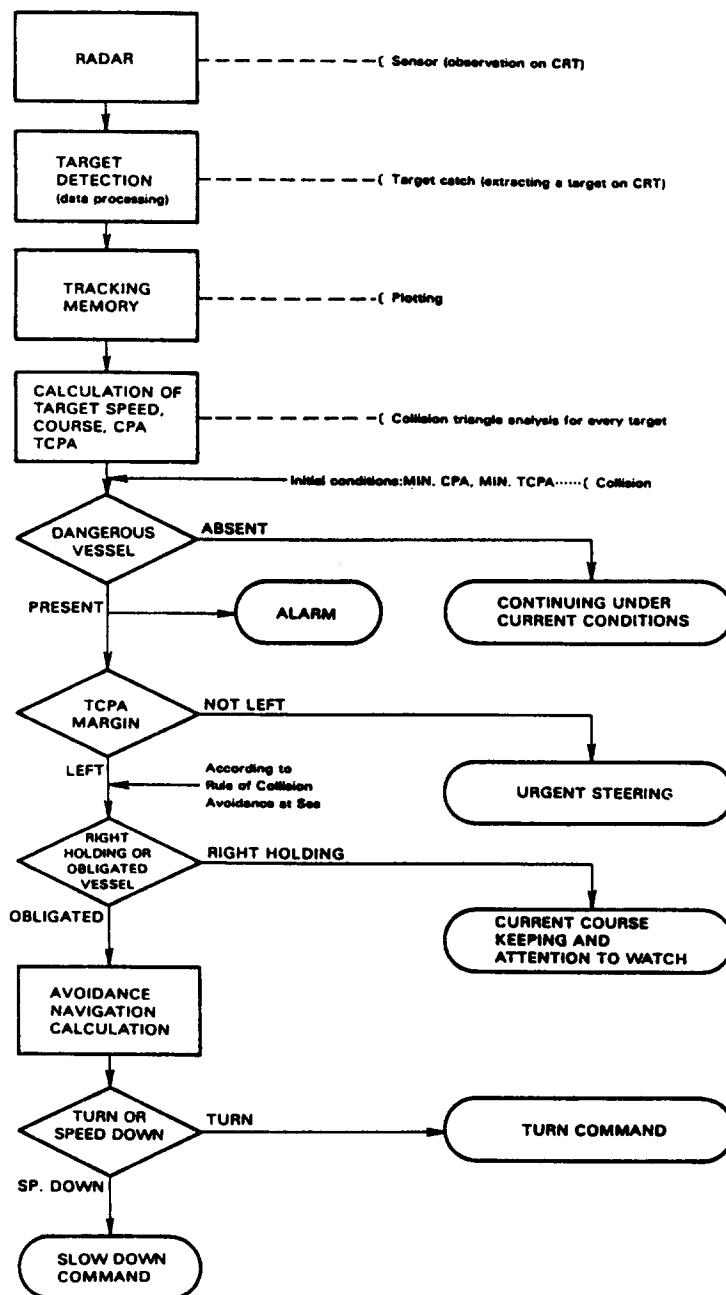 RADAR
( Sensor (observation on CRT)
TARGET
DETECTION
(data processing)
( Target catch (extracting a target on CRT)
TRACKING
MEMORY
( Plotting
CALCULATION OF
TARGET SPEED,
COURSE, CPA
TCPA
( Collision triangle analysis for every target
Initial conditions:MIN. CPA, MIN. TCPA······( Collision
DANGEROUS
VESSEL
ABSENT
PRESENT
ALARM
CONTINUING UNDER
CURRENT CONDITIONS
TCPA
MARGIN
NOT LEFT
LEFT
According to
Rule of Collision
Avoidance at Sea
URGENT STEERING
RIGHT
HOLDING OR
OBLIGATED
VESSEL
RIGHT HOLDING
OBLIGATED
CURRENT COURSE
KEEPING AND
ATTENTION TO WATCH
AVOIDANCE
NAVIGATION
CALCULATION
TURN OR
SPEED DOWN
TURN
TURN COMMAND
SP. DOWN
SLOW DOWN
COMMAND